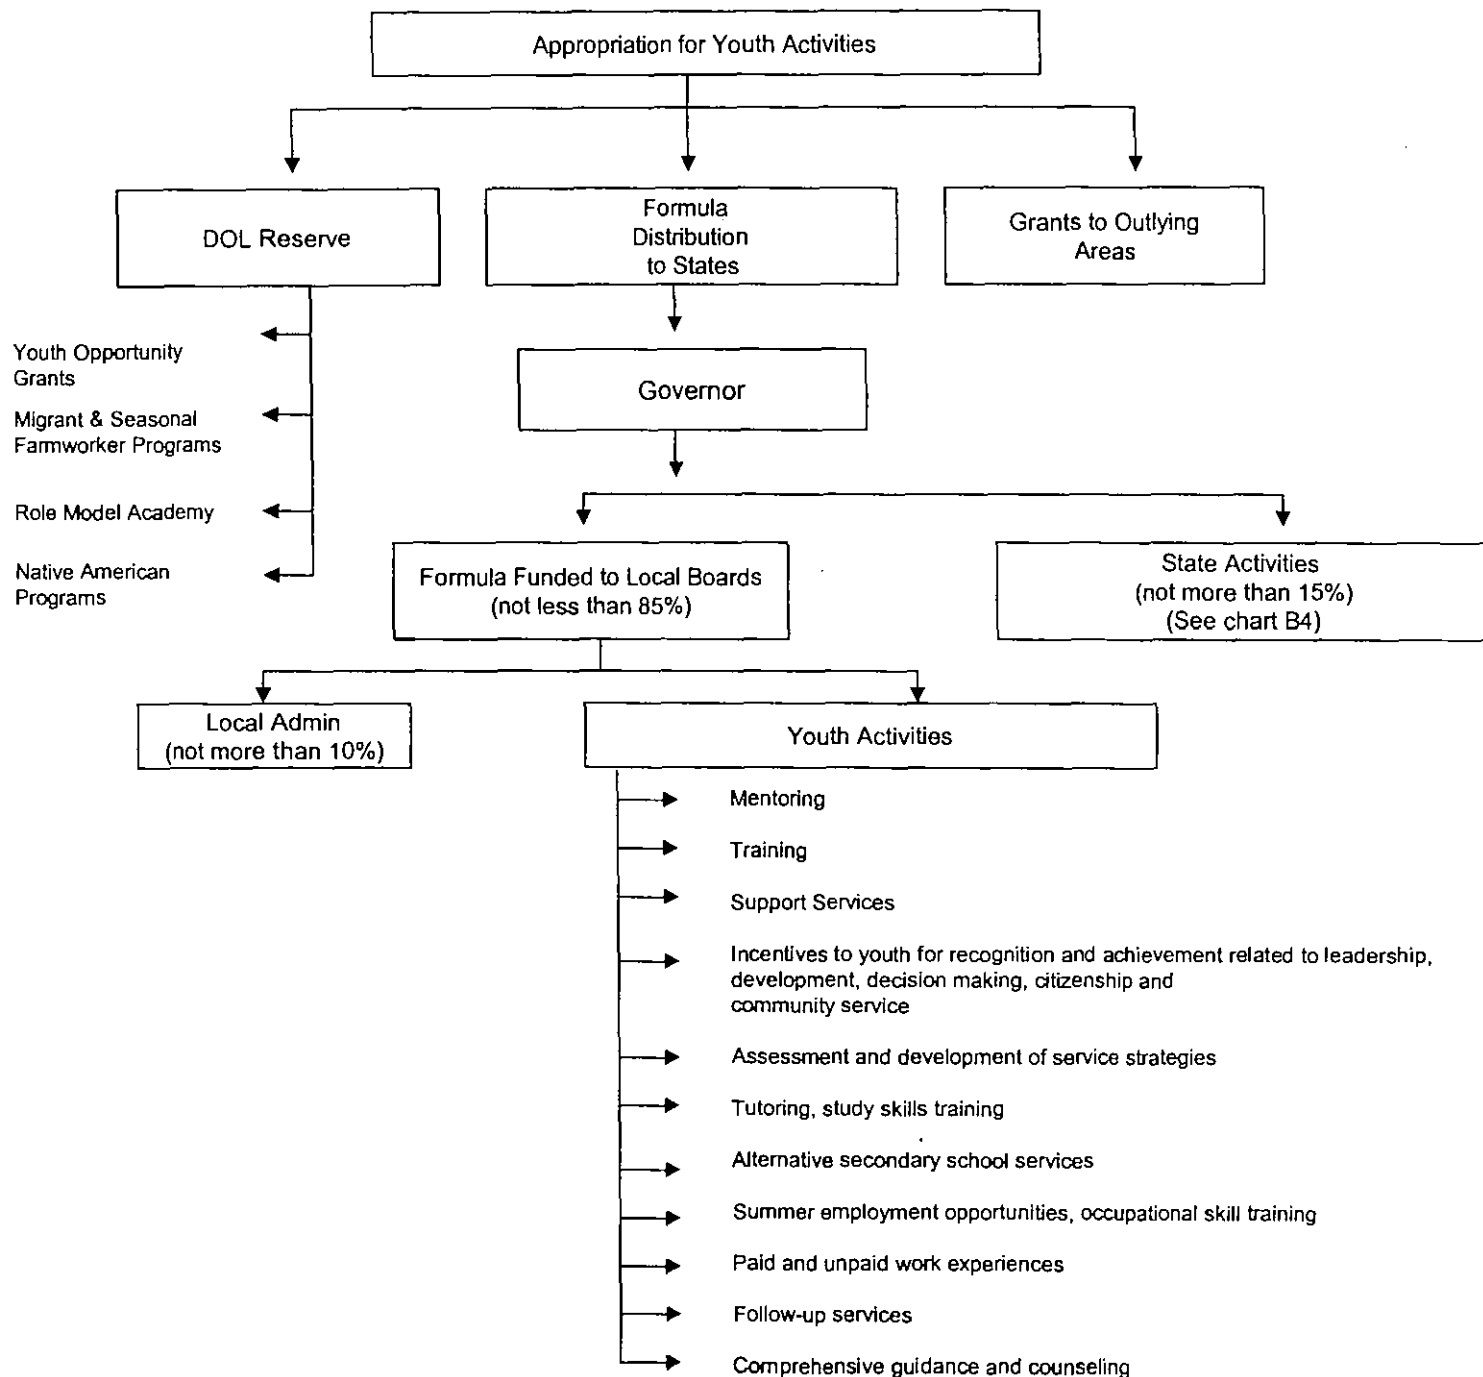 Appropriation for Youth Activities
DOL Reserve
Formula
Distribution
to States
Grants to Outlying
Areas
Youth Opportunity
Grants
Migrant & Seasonal
Farmworker Programs
Role Model Academy
Native American
Programs
Governor
Formula Funded to Local Boards
(not less than 85%)
State Activities
(not more than 15%)
(See chart B4)
Local Admin
(not more than 10%)
Youth Activities
Mentoring
Training
Support Services
Incentives to youth for recognition and achievement related to leadership,
development, decision making, citizenship and
community service
Assessment and development of service strategies
Tutoring, study skills training
Alternative secondary school services
Summer employment opportunities, occupational skill training
Paid and unpaid work experiences
Follow-up services
Comprehensive guidance and counseling